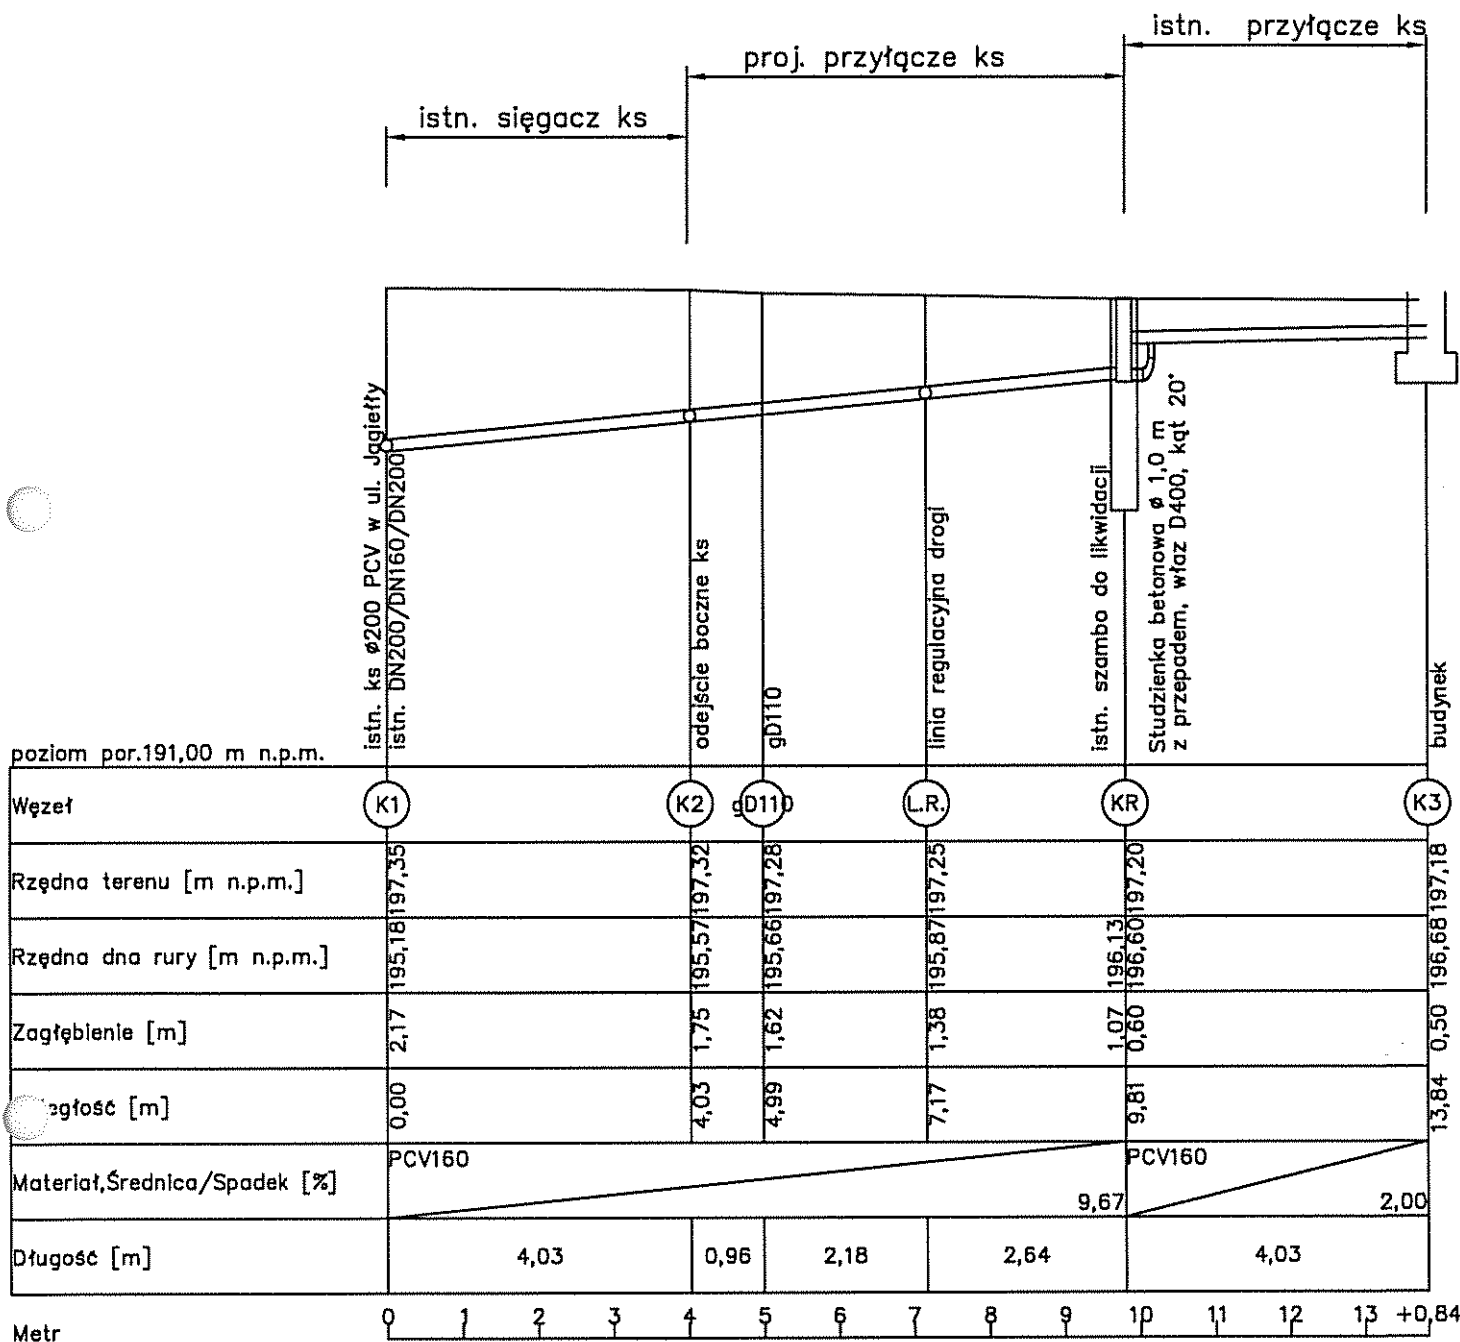 istn. przyłącze ks
proj. przyłącze ks
istn. sięgacz ks
istn. ks ø200 PCV w ul. Jagiełły
istn. DN200/DN160/DN200
odejście boczne ks
gD110
linia regulacyjna drogi
istn. szambo do likwidacji
Studzienka betonowa ø 1,0 m
z przepadem, właz D400, kąt 20°
budynek
poziom por.191,00 m n.p.m.
Węzeł K1 K2 gD110 L.R. KR K3
Rzędna terenu [m n.p.m.] 197,35 197,32 197,28 197,25 197,20 197,18
Rzędna dna rury [m n.p.m.] 195,18 195,57 195,66 195,87 196,13 196,60 196,68
Zagłębienie [m] 2,17 1,75 1,62 1,38 1,07 0,60 0,50
[m] 0,00 4,03 4,99 7,17 9,81 13,84
Materiał,Średnica/Spadek [%] PCV160 9,67 PCV160 2,00
Długość [m] 4,03 0,96 2,18 2,64 4,03
Metr 0 1 2 3 4 5 6 7 8 9 10 11 12 13 +0,84